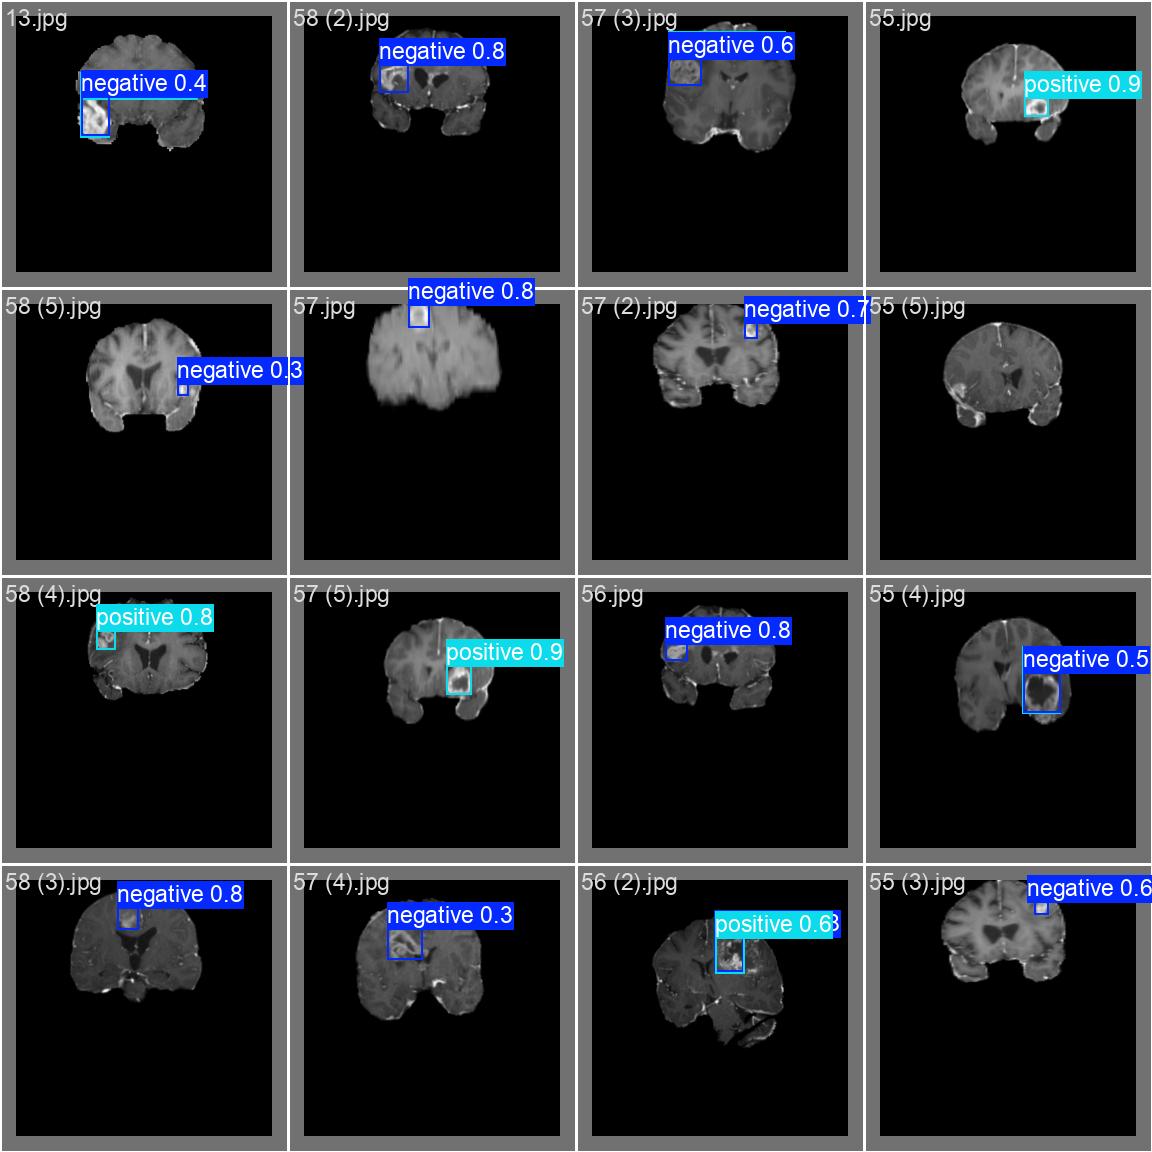 13.jpg
negative 0.4
58 (2).jpg
negative 0.8
57 (3).jpg
negative 0.6
55.jpg
positive 0.9
58 (5).jpg
negative 0.3
57.jpg
negative 0.8
57 (2).jpg
negative 0.7
55 (5).jpg
58 (4).jpg
positive 0.8
57 (5).jpg
positive 0.9
56.jpg
negative 0.8
55 (4).jpg
negative 0.5
58 (3).jpg
negative 0.8
57 (4).jpg
negative 0.3
56 (2).jpg
positive 0.6
55 (3).jpg
negative 0.6